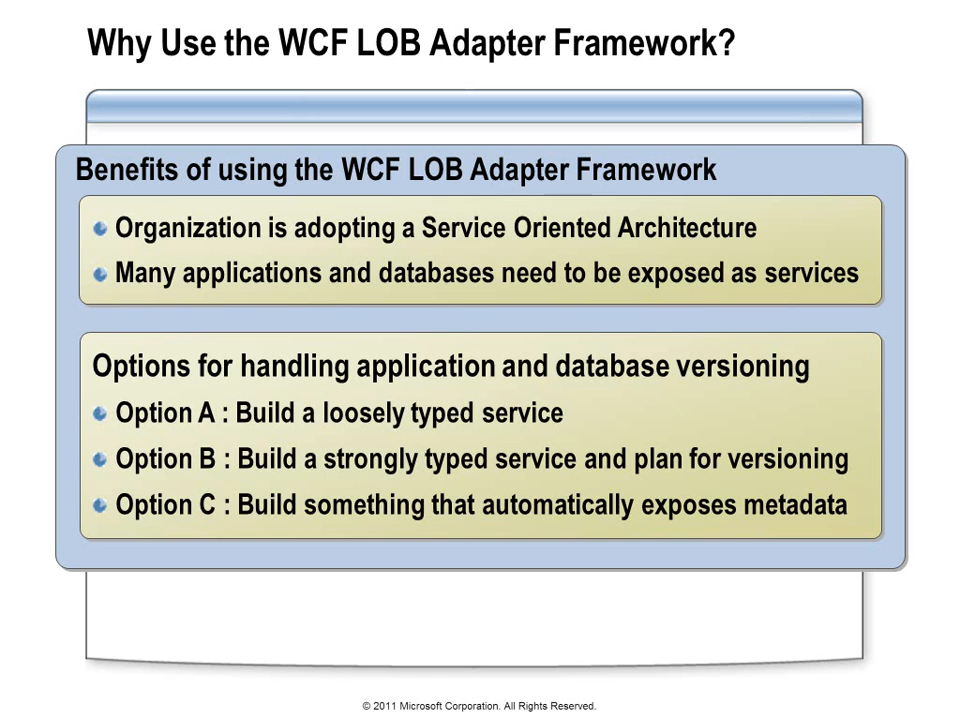 Why Use the WCF LOB Adapter Framework?
Benefits of using the WCF LOB Adapter Framework
Organization is adopting a Service Oriented Architecture
Many applications and databases need to be exposed as services
Options for handling application and database versioning
Option A : Build a loosely typed service
Option B : Build a strongly typed service and plan for versioning
Option C : Build something that automatically exposes metadata
© 2011 Microsoft Corporation. All Rights Reserved.